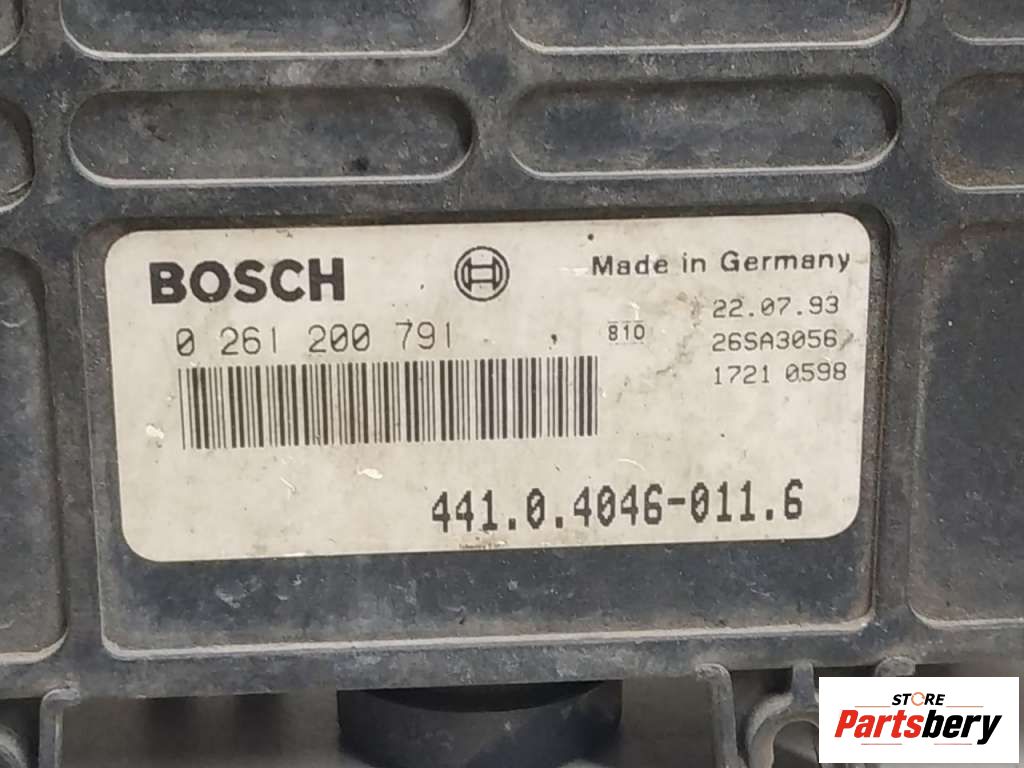 BOSCH
Made in Germany
0 261 200 791
810
22.07.93
26SA3056
1721 0598
441.0.4046-011.6
STORE
Partsbery